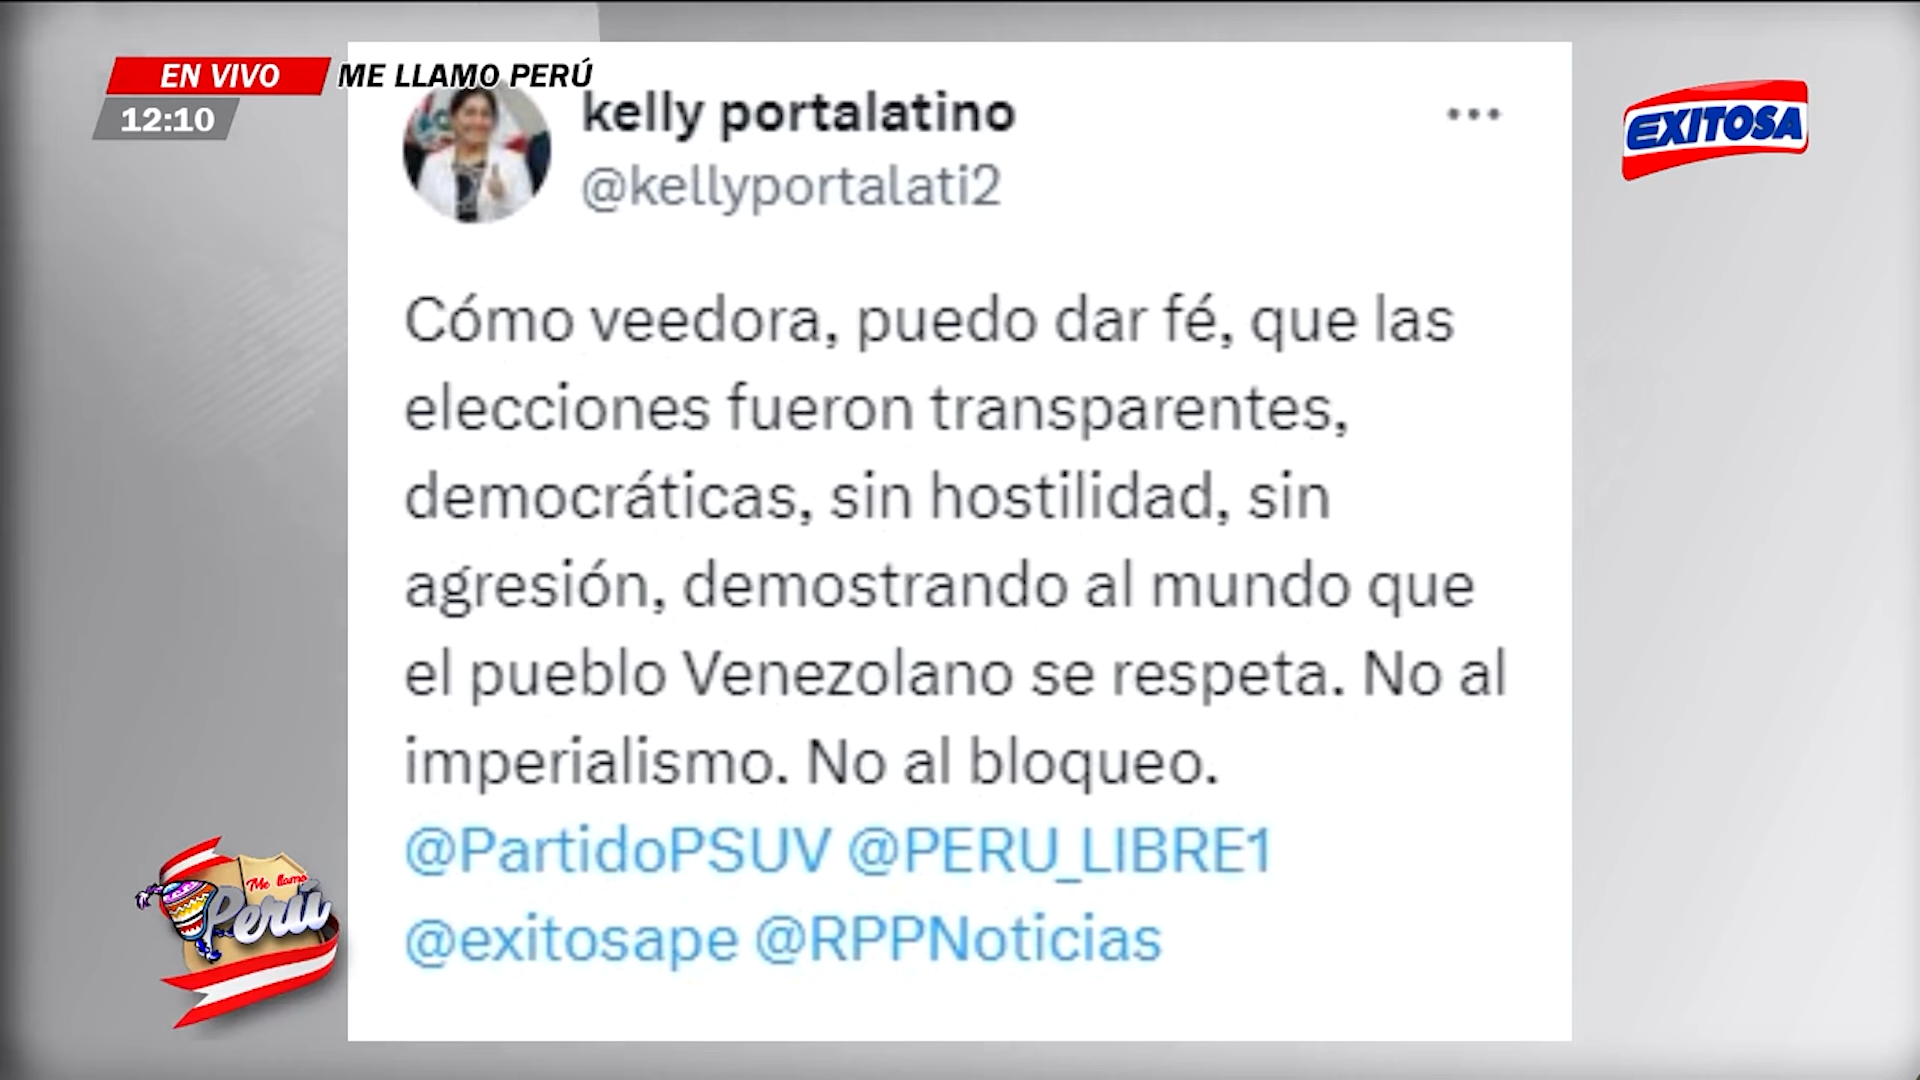 EN VIVO
ME LLAMO PERÚ
12:10
EXITOSA
kelly portalatino
@kellyportalati2
Cómo veedora, puedo dar fé, que las
elecciones fueron transparentes,
democráticas, sin hostilidad, sin
agresión, demostrando al mundo que
el pueblo Venezolano se respeta. No al
imperialismo. No al bloqueo.
@PartidoPSUV @PERU_LIBRE1
@exitosape @RPPNoticias
Me llamo
Perú